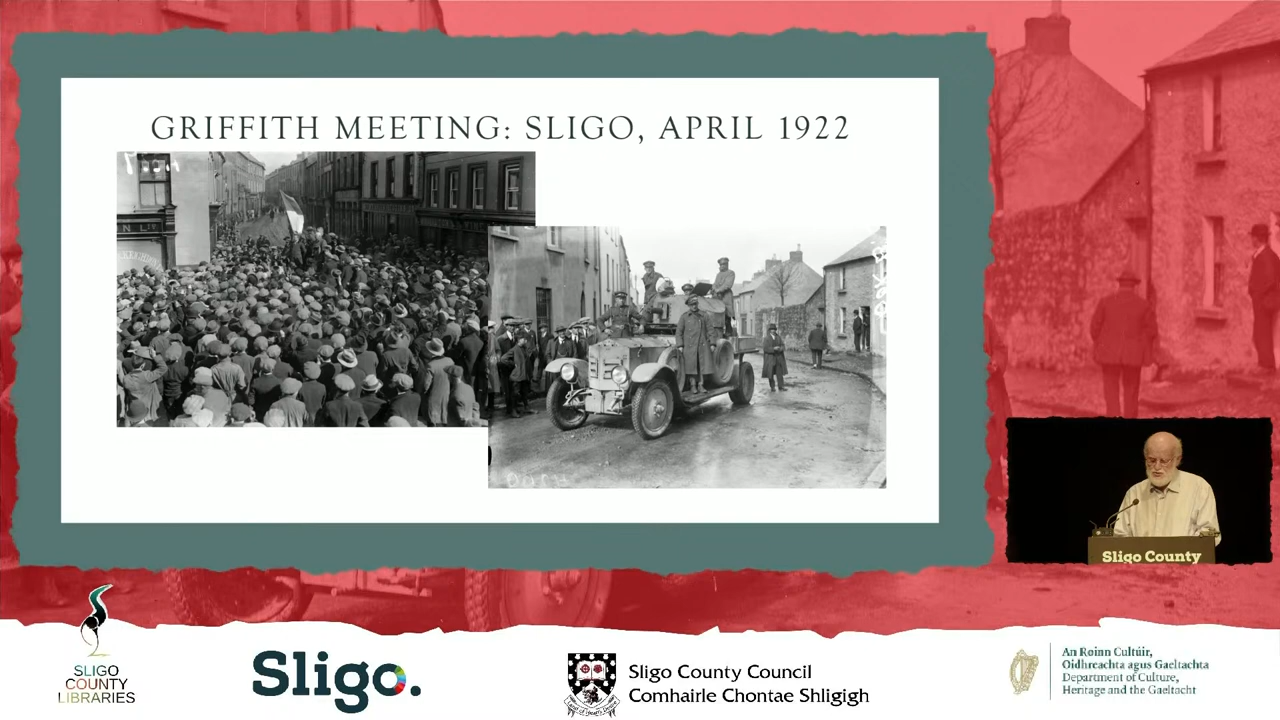 GRIFFITH MEETING: SLIGO, APRIL 1922
Sligo County
SLIGO
COUNTY
LIBRARIES
Sligo.
Sligo County Council
Comhairle Chontae Shligigh
An Roinn Cultúir,
Oidhreachta agus Gaeltachta
Department of Culture,
Heritage and the Gaeltacht